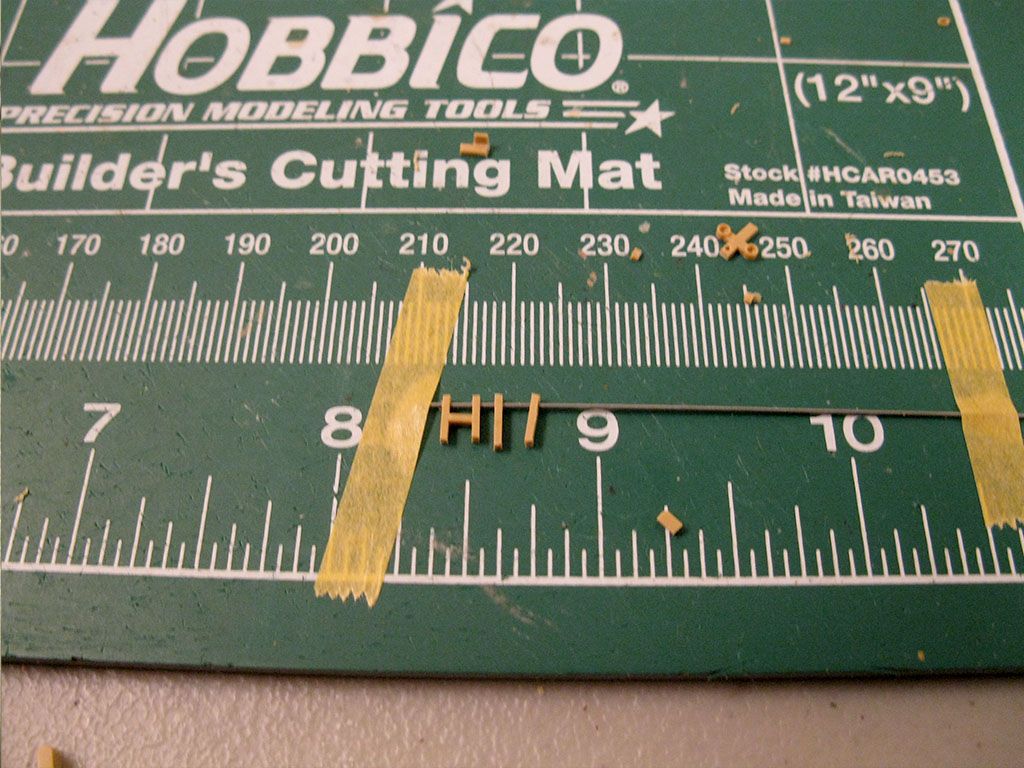 HOBBICO®
PRECISION MODELING TOOLS
(12"x9")
Builder's Cutting Mat
Stock #HCAR0453
Made in Taiwan
170 180 190 200 210 220 230 240 250 260 270
7 8 9 10